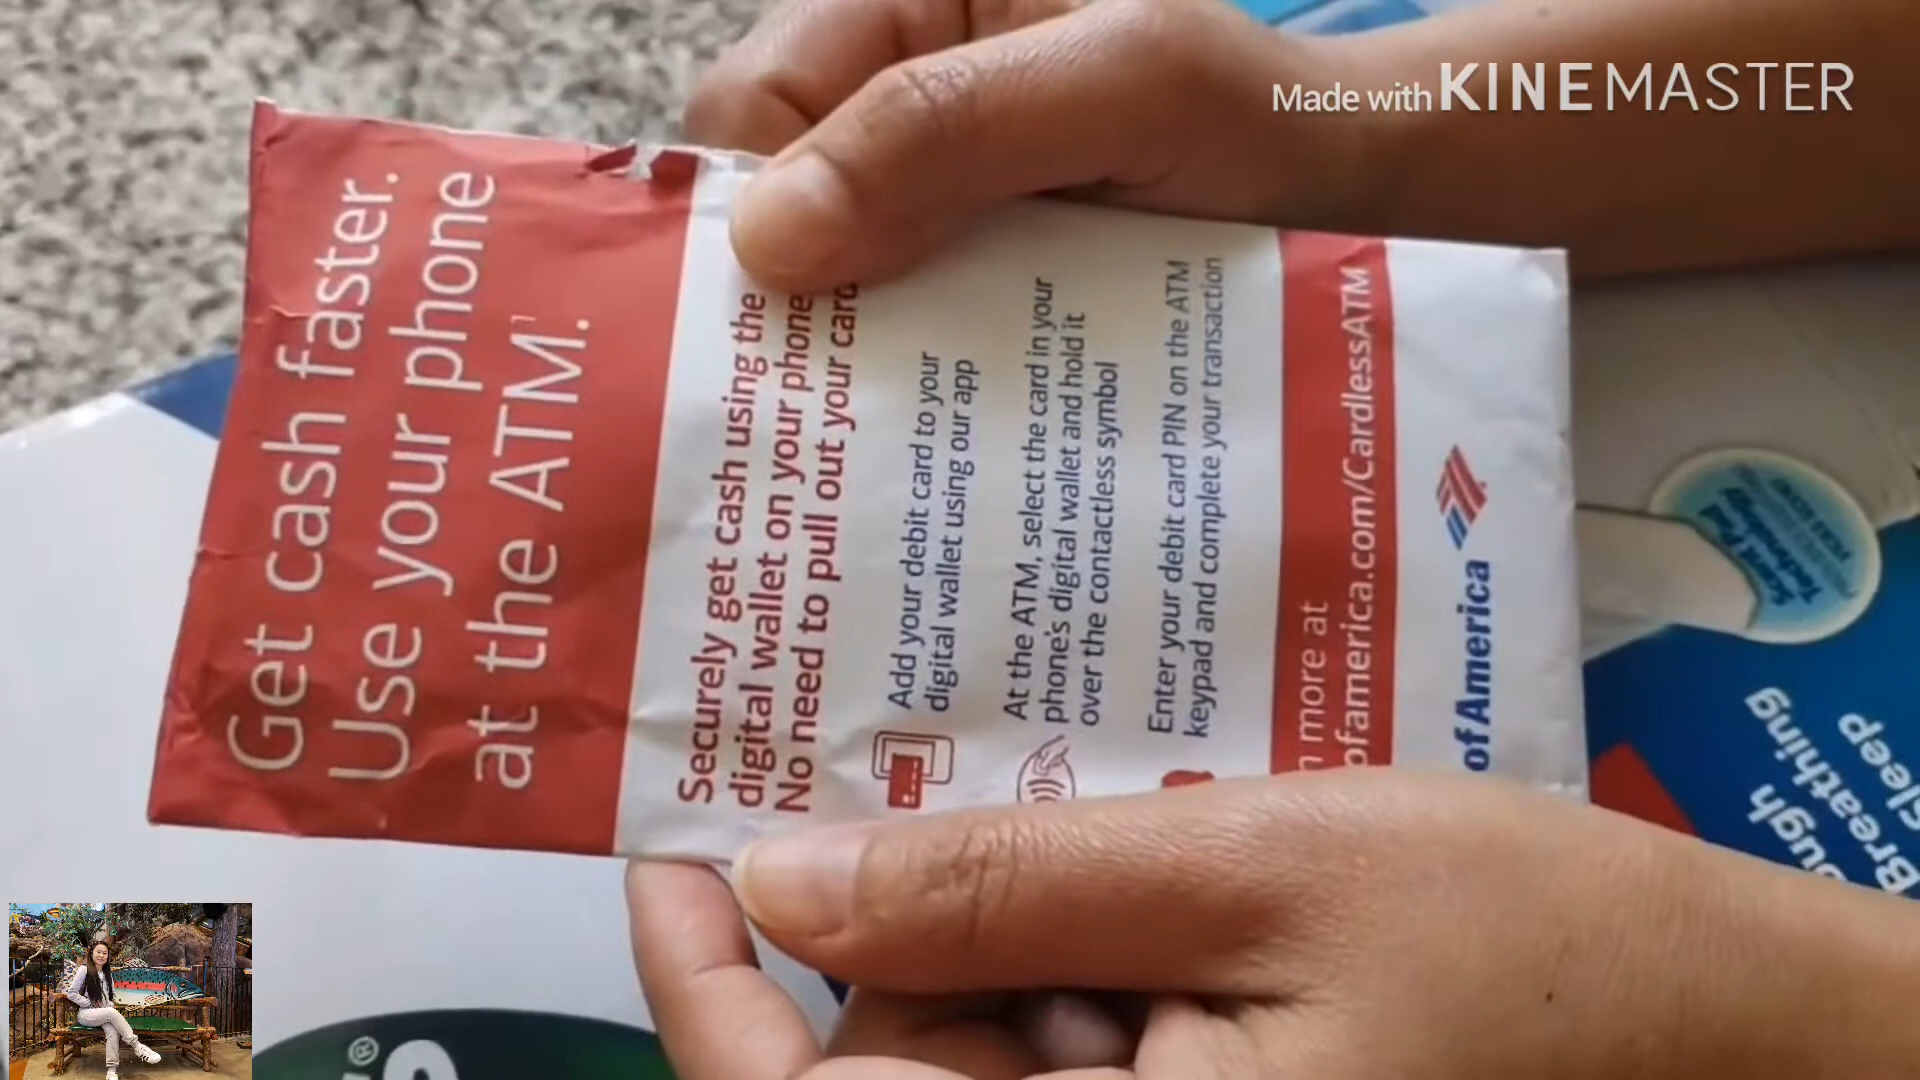 Made with KINEMASTER
Get cash faster.
Use your phone
at the ATM.¹
Securely get cash using the
digital wallet on your phone
No need to pull out your card
Add your debit card to your
digital wallet using our app
At the ATM, select the card in your
phone's digital wallet and hold it
over the contactless symbol
Enter your debit card PIN on the ATM
keypad and complete your transaction
more at
ofamerica.com/CardlessATM
of America
Breathing
Sleep